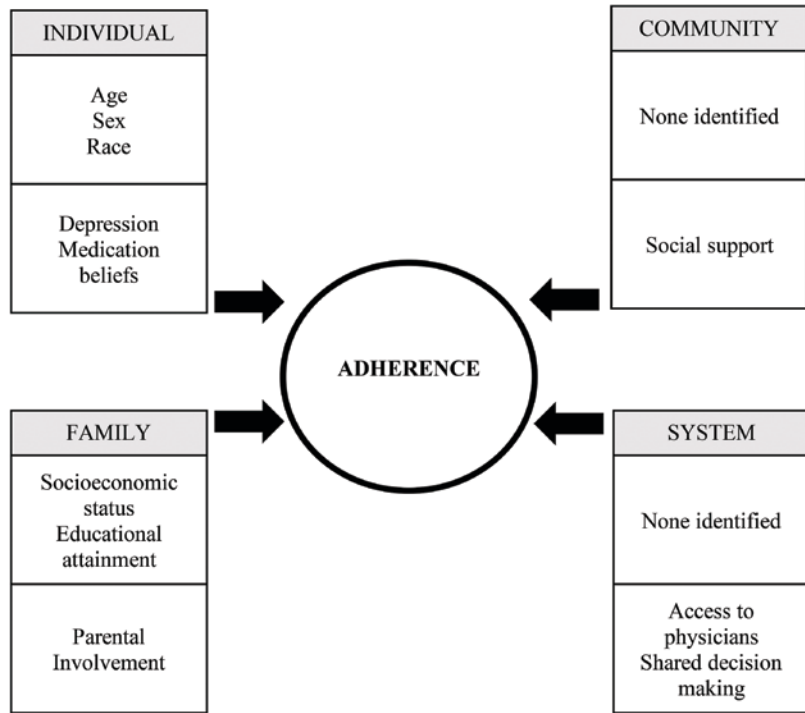 INDIVIDUAL
Age
Sex
Race
Depression
Medication
beliefs
COMMUNITY
None identified
Social support
ADHERENCE
FAMILY
Socioeconomic
status
Educational
attainment
Parental
Involvement
SYSTEM
None identified
Access to
physicians
Shared decision
making